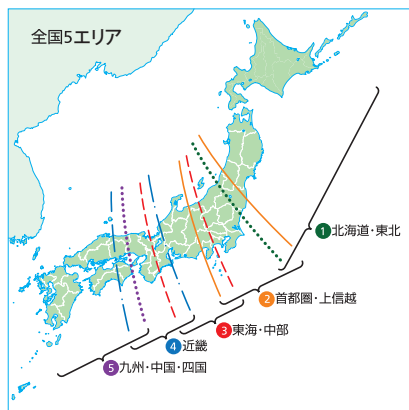 全国5エリア
1北海道・東北
2首都圏・上信越
3東海・中部
4近畿
5九州・中国・四国